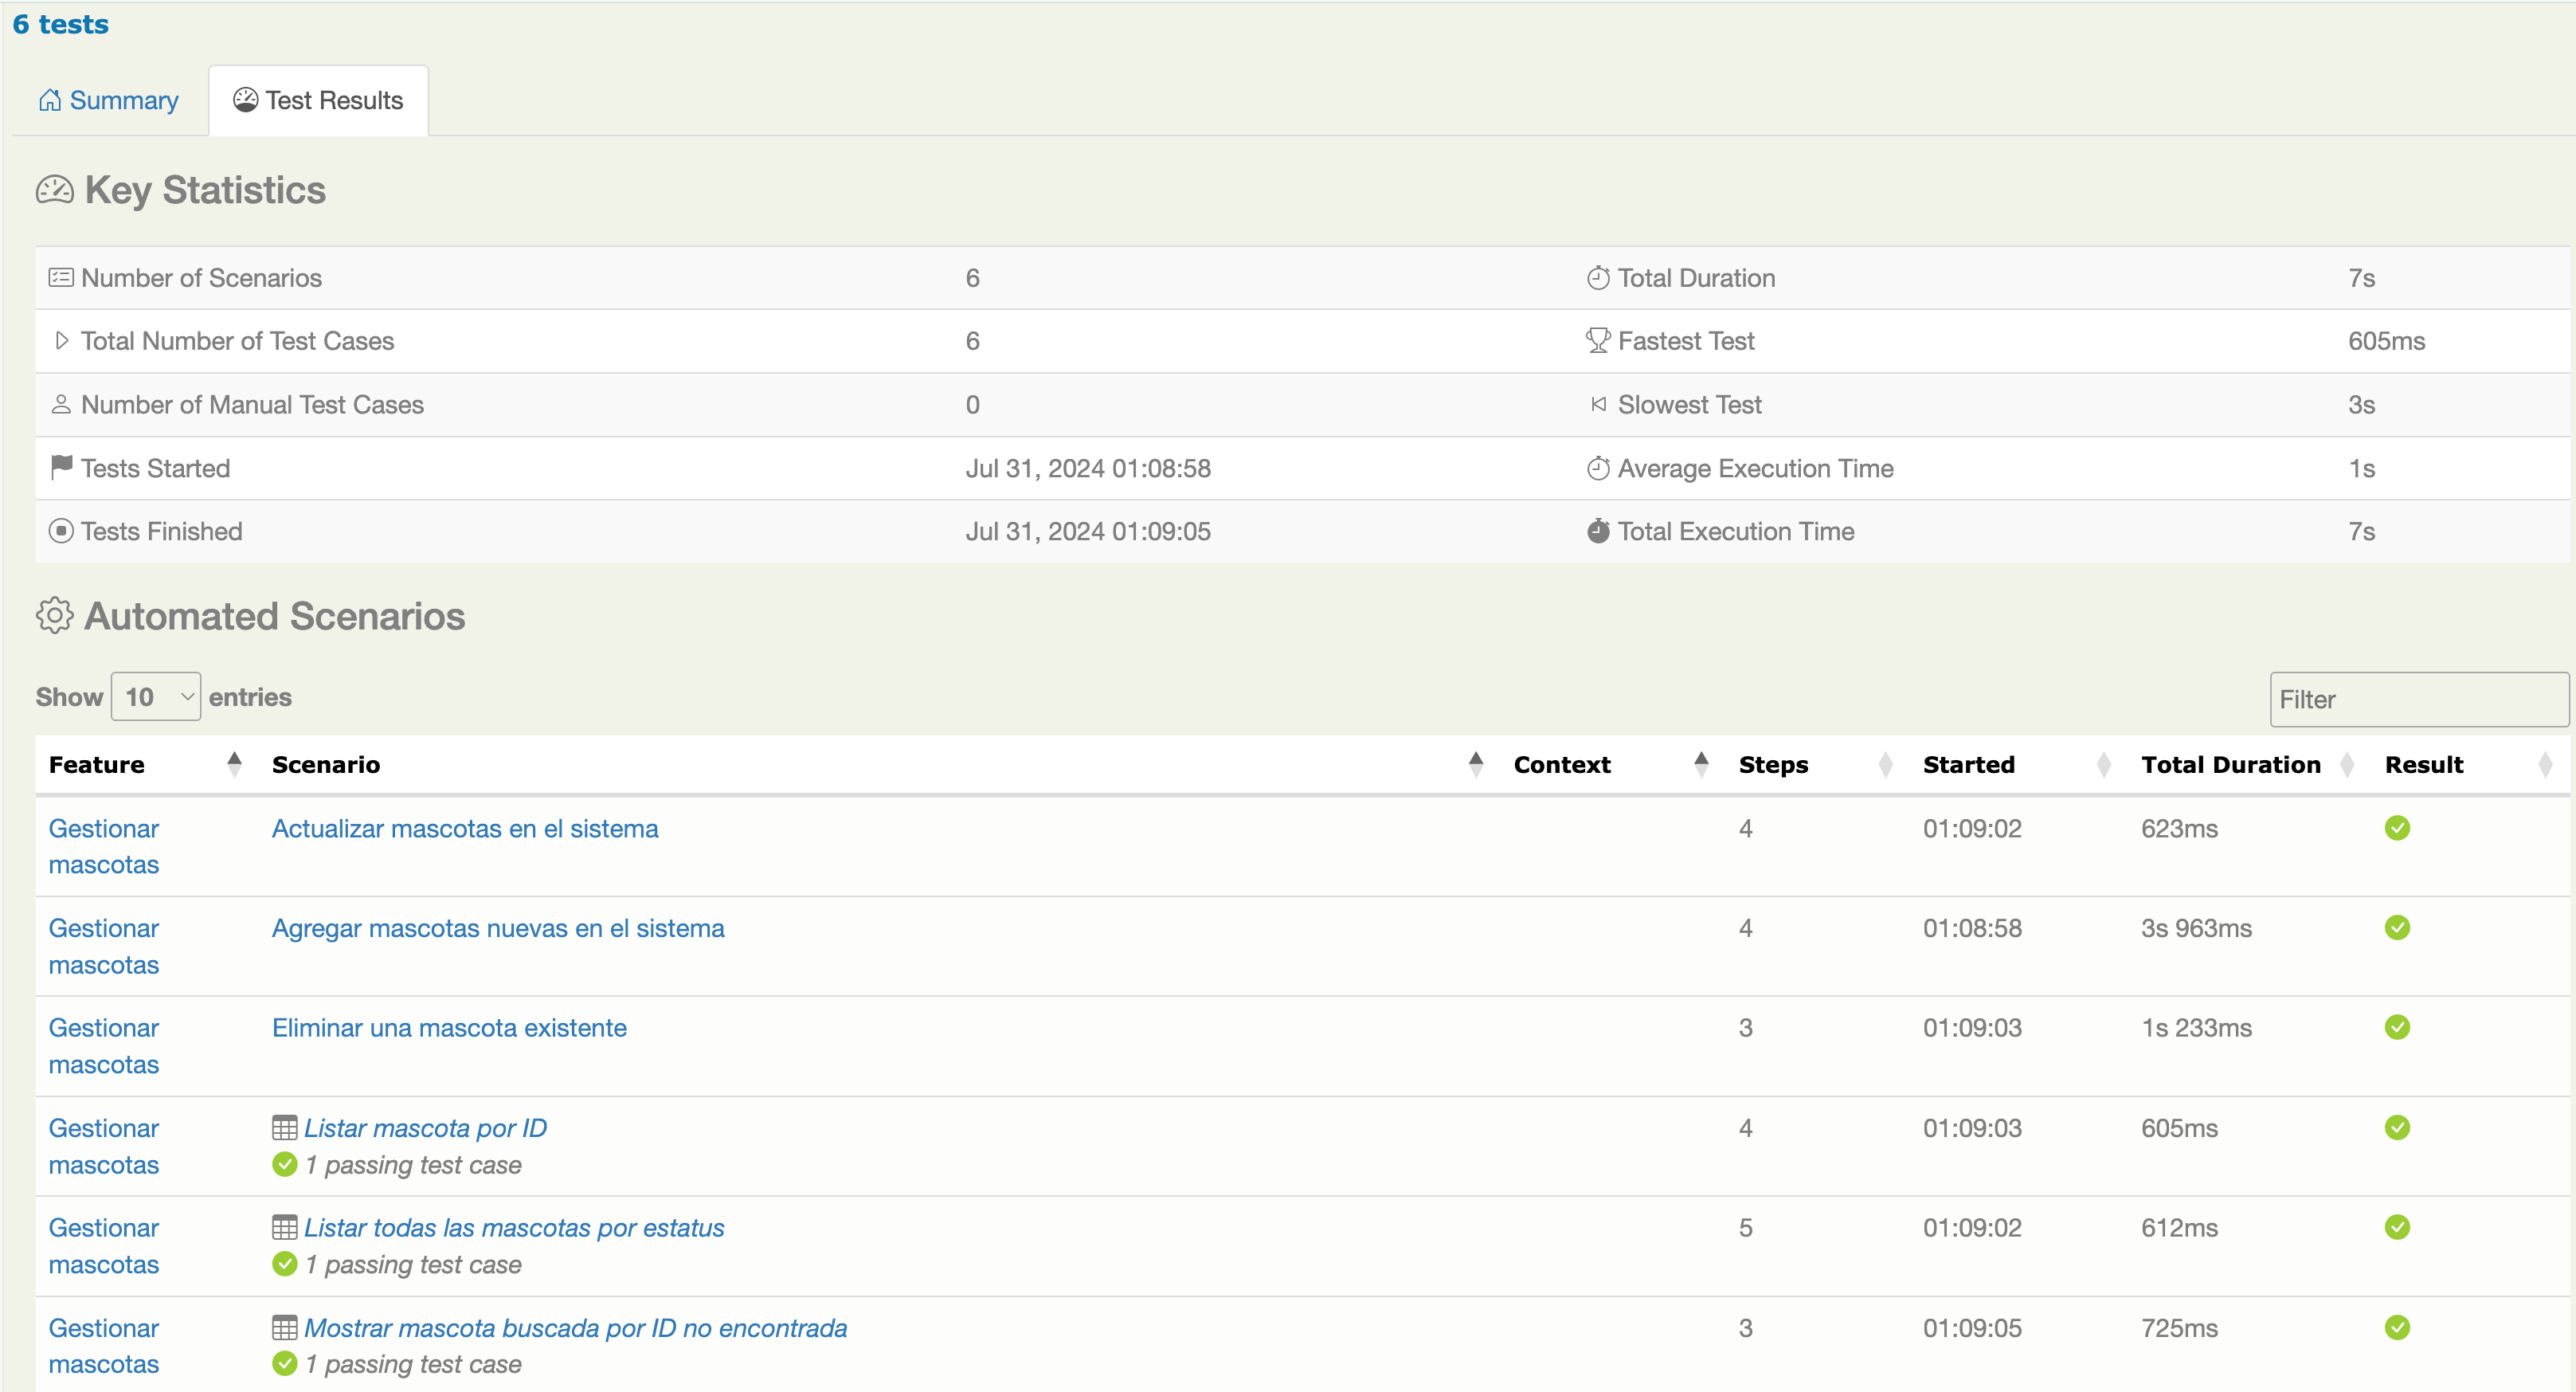 6 tests
Summary
Test Results
Key Statistics
Number of Scenarios 6 Total Duration 7s
Total Number of Test Cases 6 Fastest Test 605ms
Number of Manual Test Cases 0 Slowest Test 3s
Tests Started Jul 31, 2024 01:08:58 Average Execution Time 1s
Tests Finished Jul 31, 2024 01:09:05 Total Execution Time 7s
Automated Scenarios
Show 10 entries Filter
Feature Scenario Context Steps Started Total Duration Result
Gestionar Actualizar mascotas en el sistema 4 01:09:02 623ms
mascotas
Gestionar Agregar mascotas nuevas en el sistema 4 01:08:58 3s 963ms
mascotas
Gestionar Eliminar una mascota existente 3 01:09:03 1s 233ms
mascotas
Gestionar Listar mascota por ID 4 01:09:03 605ms
mascotas 1 passing test case
Gestionar Listar todas las mascotas por estatus 5 01:09:02 612ms
mascotas 1 passing test case
Gestionar Mostrar mascota buscada por ID no encontrada 3 01:09:05 725ms
mascotas 1 passing test case